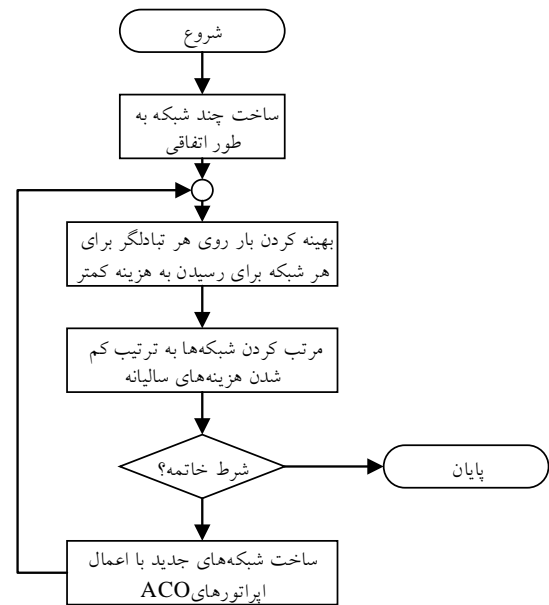 شروع
ساخت چند شبکه به
طور اتفاقی
بهینه کردن بار روی هر تبادلگر برای
هر شبکه برای رسیدن به هزینه کمتر
مرتب کردن شبکه‌ها به ترتیب کم
شدن هزینه‌های سالیانه
شرط خاتمه؟
پایان
ساخت شبکه‌های جدید با اعمال
اپراتورهایACO